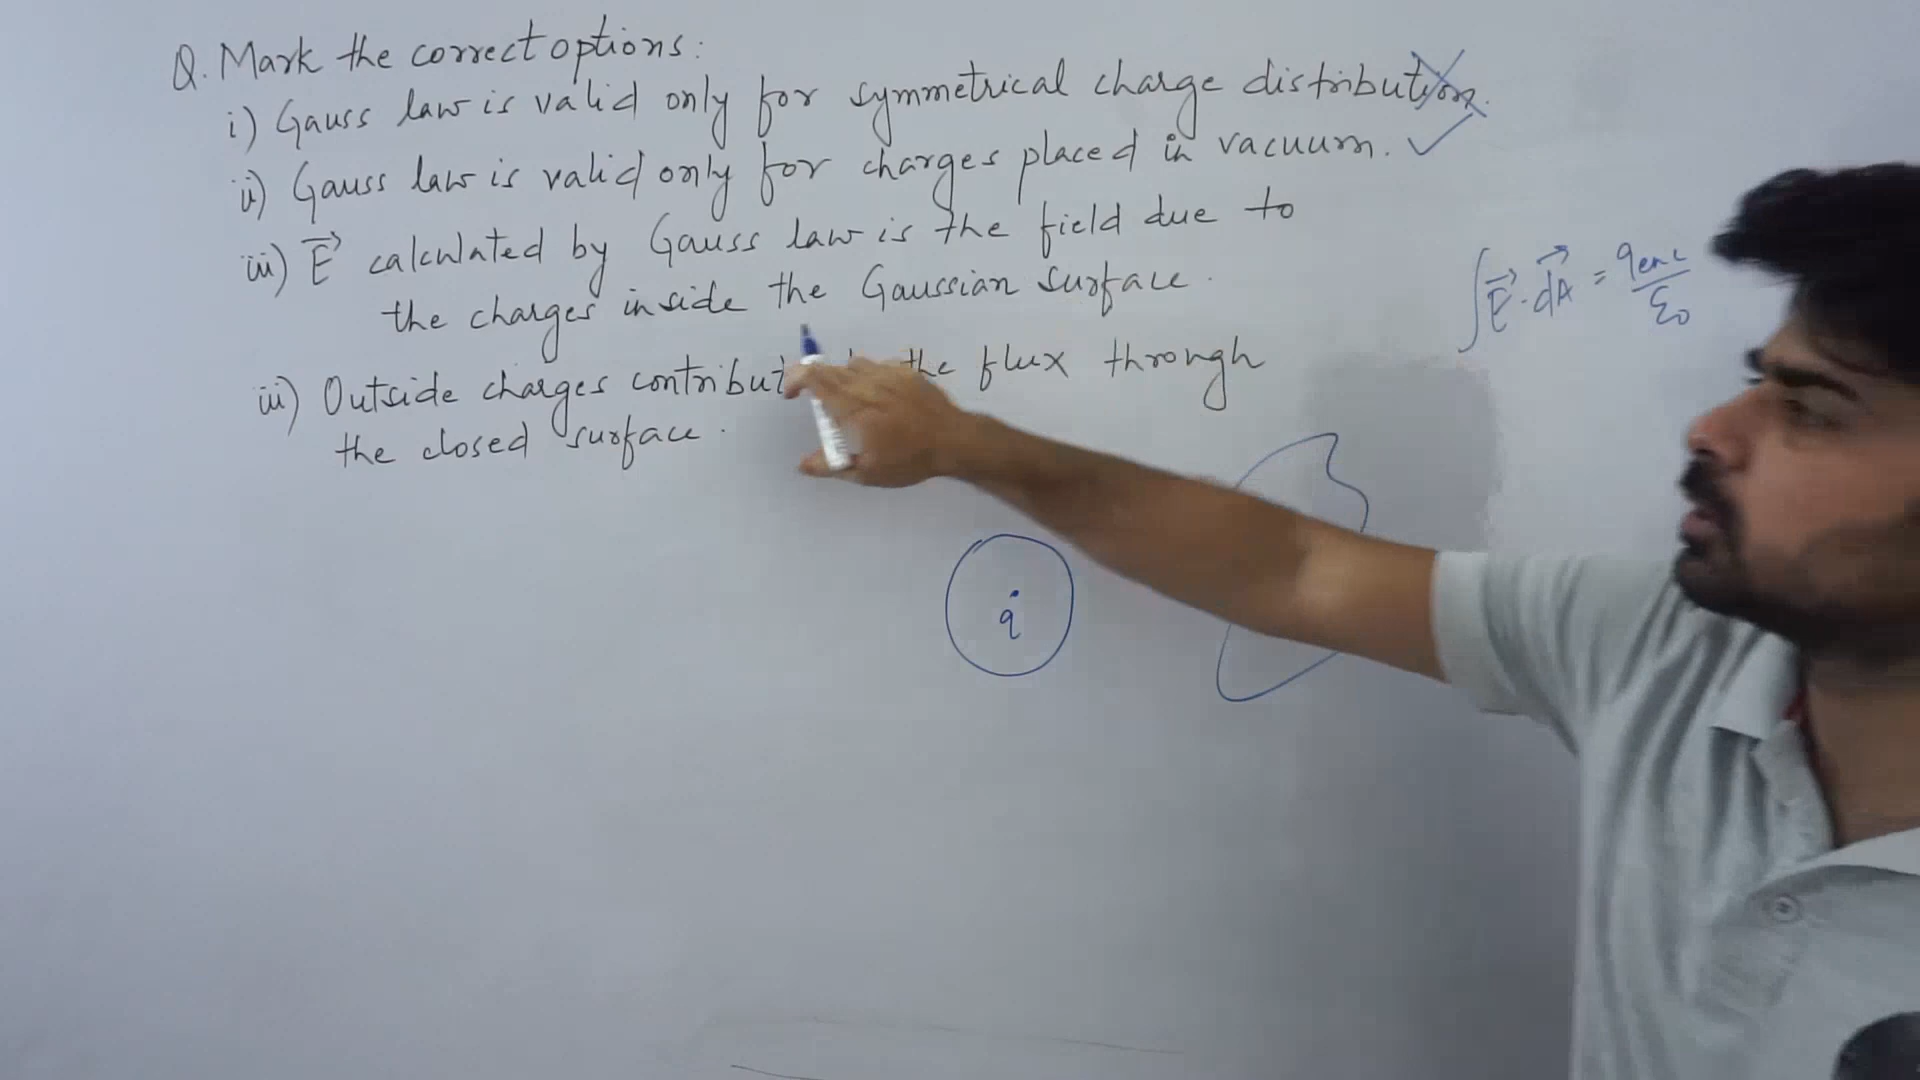 Q. Mark the correct options:
i) Gauss law is valid only for symmetrical charge distribution.
ii) Gauss law is valid only for charges placed in vacuum. ✓
iii) E⃗ calculated by Gauss law is the field due to
the charges inside the Gaussian surface.
iii) Outside charges the flux through
the closed surface.
∫E⃗.dA⃗ = qenc/ε0
q